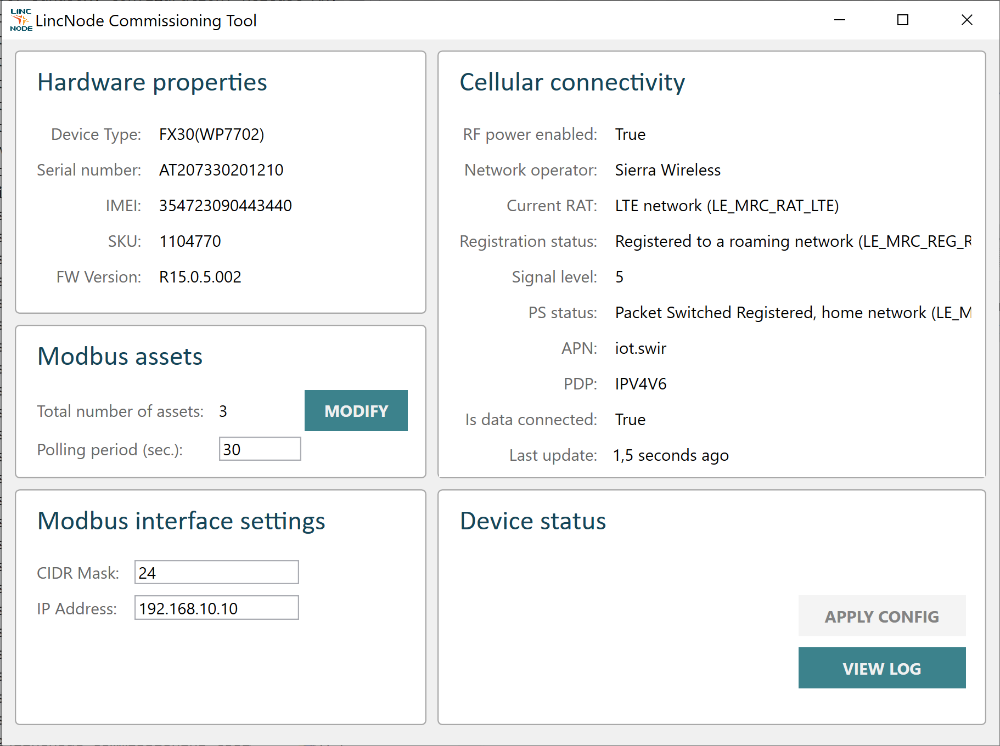 LINC
NODE
LincNode Commissioning Tool
Hardware properties
Device Type: FX30(WP7702)
Serial number: AT207330201210
IMEI: 354723090443440
SKU: 1104770
FW Version: R15.0.5.002
Modbus assets
Total number of assets: 3
MODIFY
Polling period (sec.): 30
Modbus interface settings
CIDR Mask: 24
IP Address: 192.168.10.10
Cellular connectivity
RF power enabled: True
Network operator: Sierra Wireless
Current RAT: LTE network (LE_MRC_RAT_LTE)
Registration status: Registered to a roaming network (LE_MRC_REG_R
Signal level: 5
PS status: Packet Switched Registered, home network (LE_M
APN: iot.swir
PDP: IPV4V6
Is data connected: True
Last update: 1,5 seconds ago
Device status
APPLY CONFIG
VIEW LOG